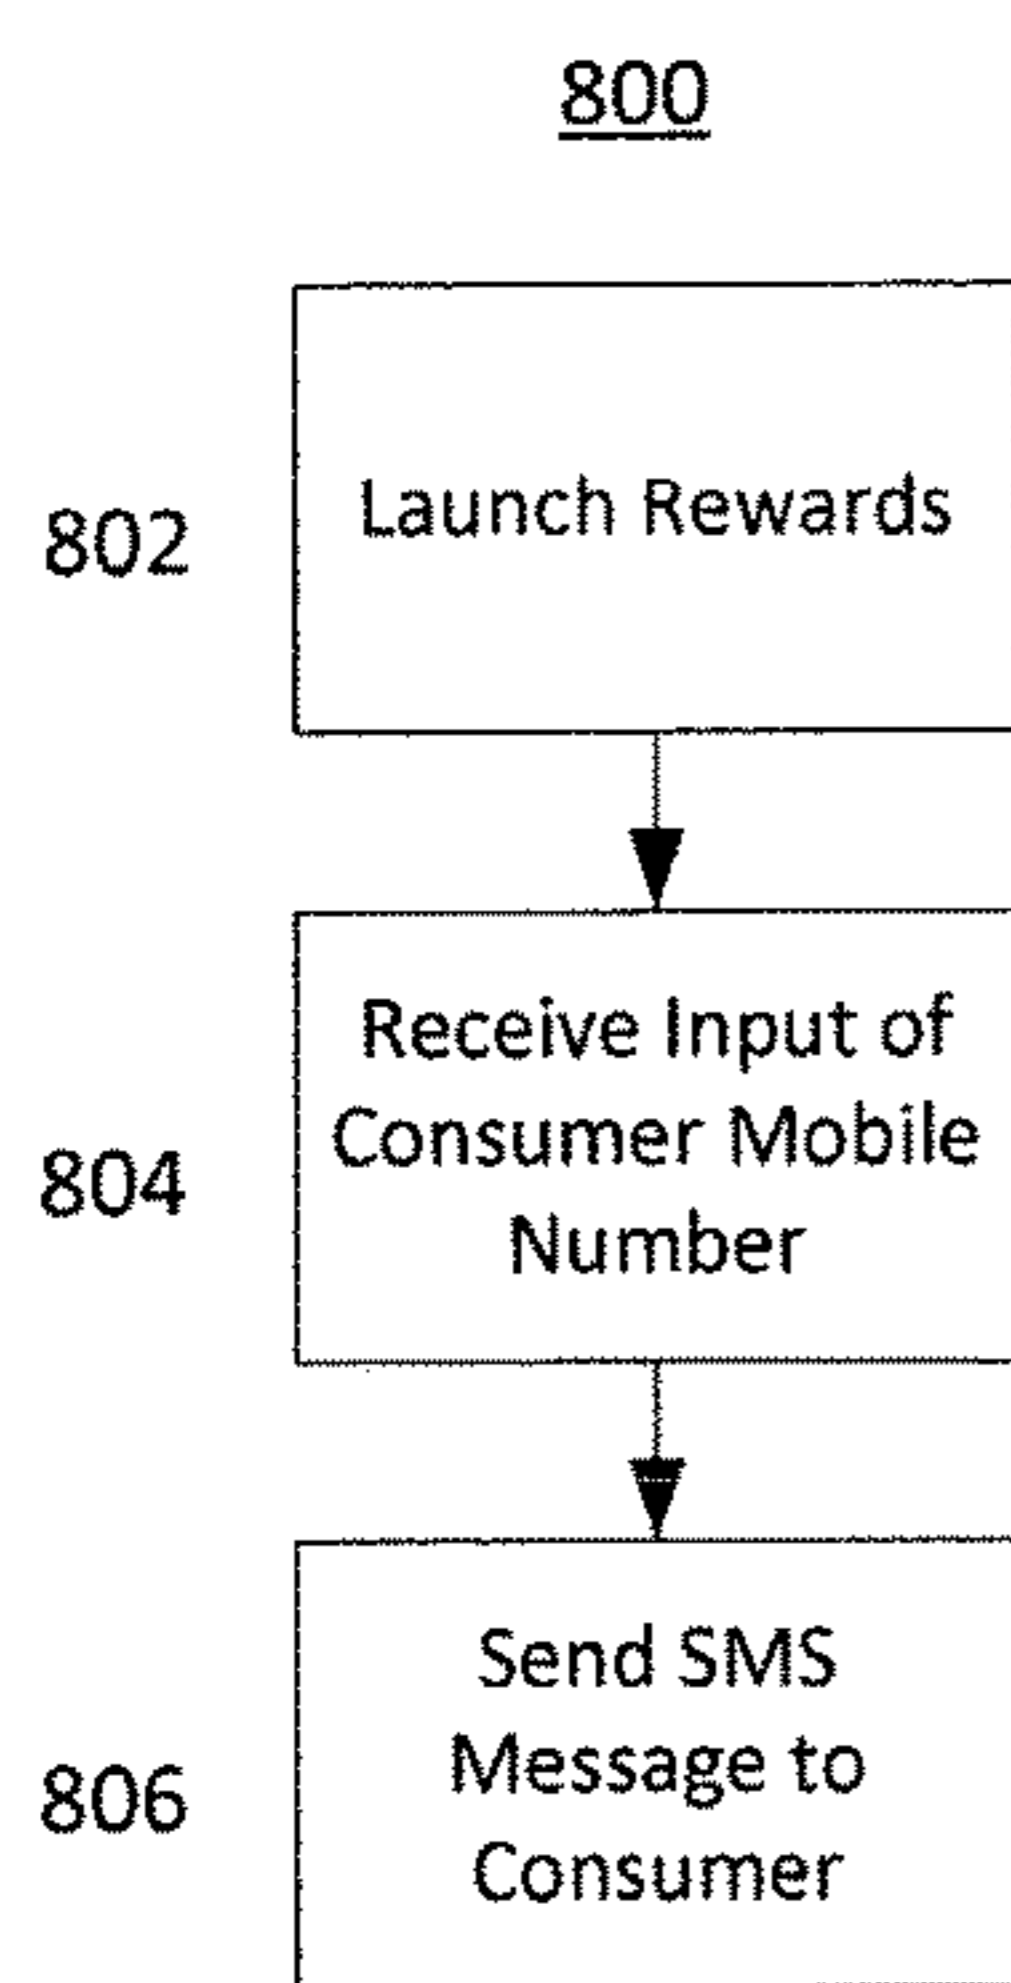 800
802
Launch Rewards
804
Receive Input of
Consumer Mobile
Number
806
Send SMS
Message to
Consumer